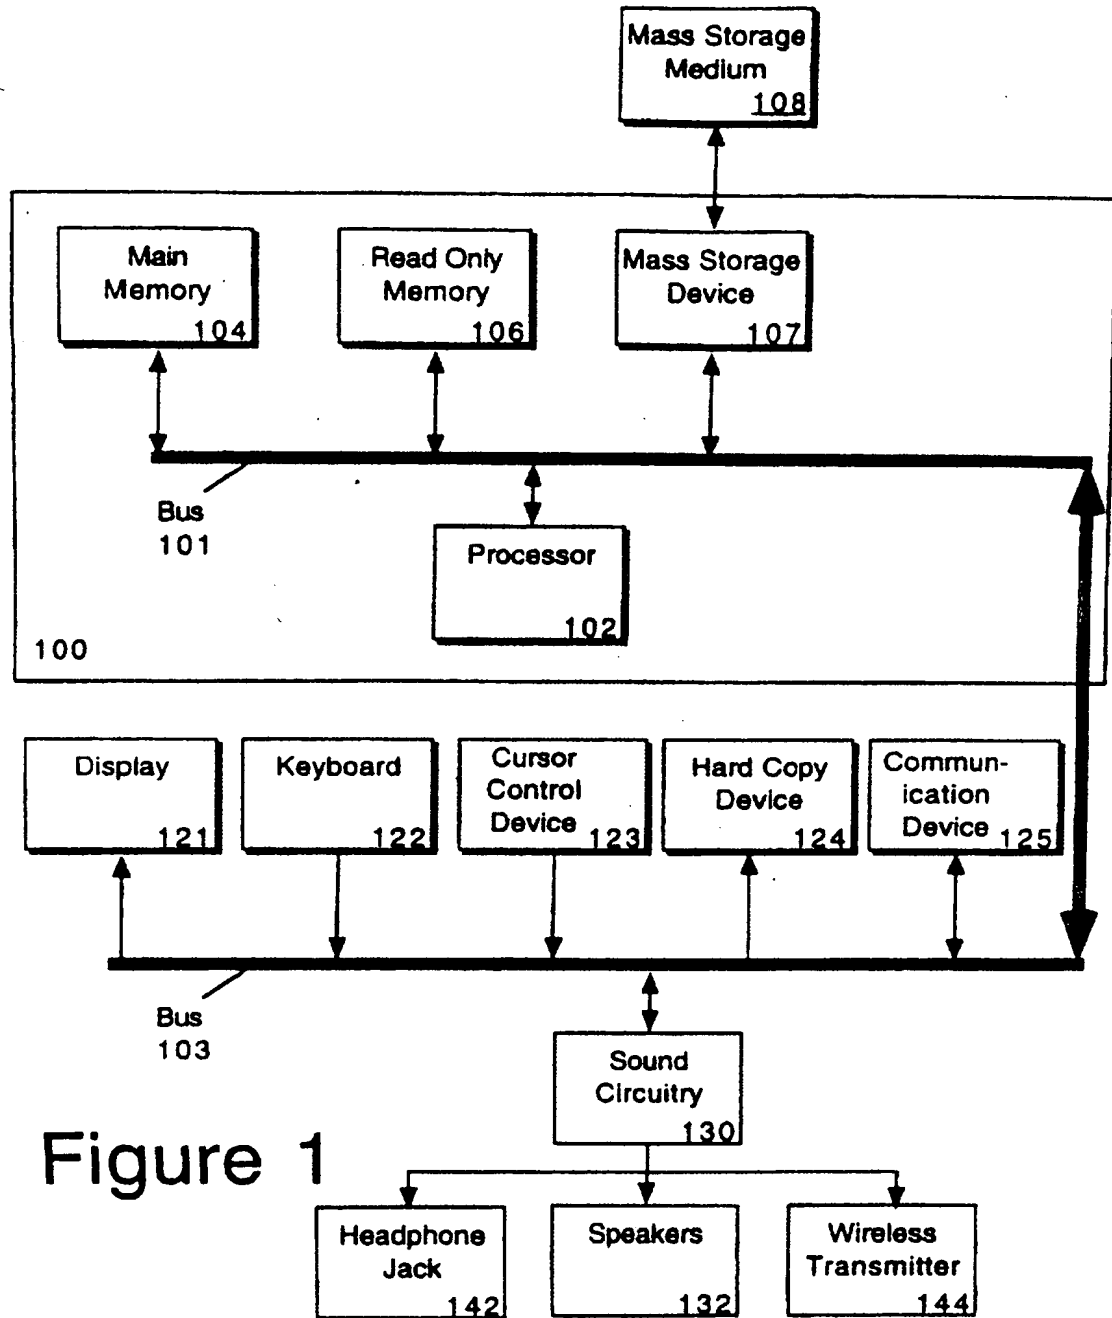 Mass Storage
Medium
108
Main
Memory
104
Read Only
Memory
106
Mass Storage
Device
107
Bus
101
Processor
102
100
Display
121
Keyboard
122
Cursor
Control
Device
123
Hard Copy
Device
124
Commun-
ication
Device
125
Bus
103
Sound
Circuitry
130
Figure 1
Headphone
Jack
142
Speakers
132
Wireless
Transmitter
144